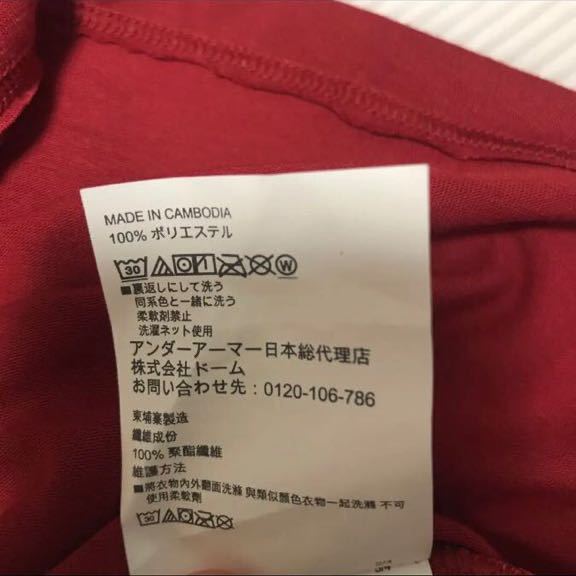 MADE IN CAMBODIA
100% ポリエステル
30 W
■裏返しにして洗う
同系色と一緒に洗う
柔軟剤禁止
洗濯ネット使用
アンダーアーマー日本総代理店
株式会社ドーム
お問い合わせ先：0120-106-786
柬埔寨製造
纖維成份
100% 聚酯纖維
維護方法
■將衣物內外翻面洗滌 與類似顏色衣物一起洗滌 不可
使用柔軟劑
30